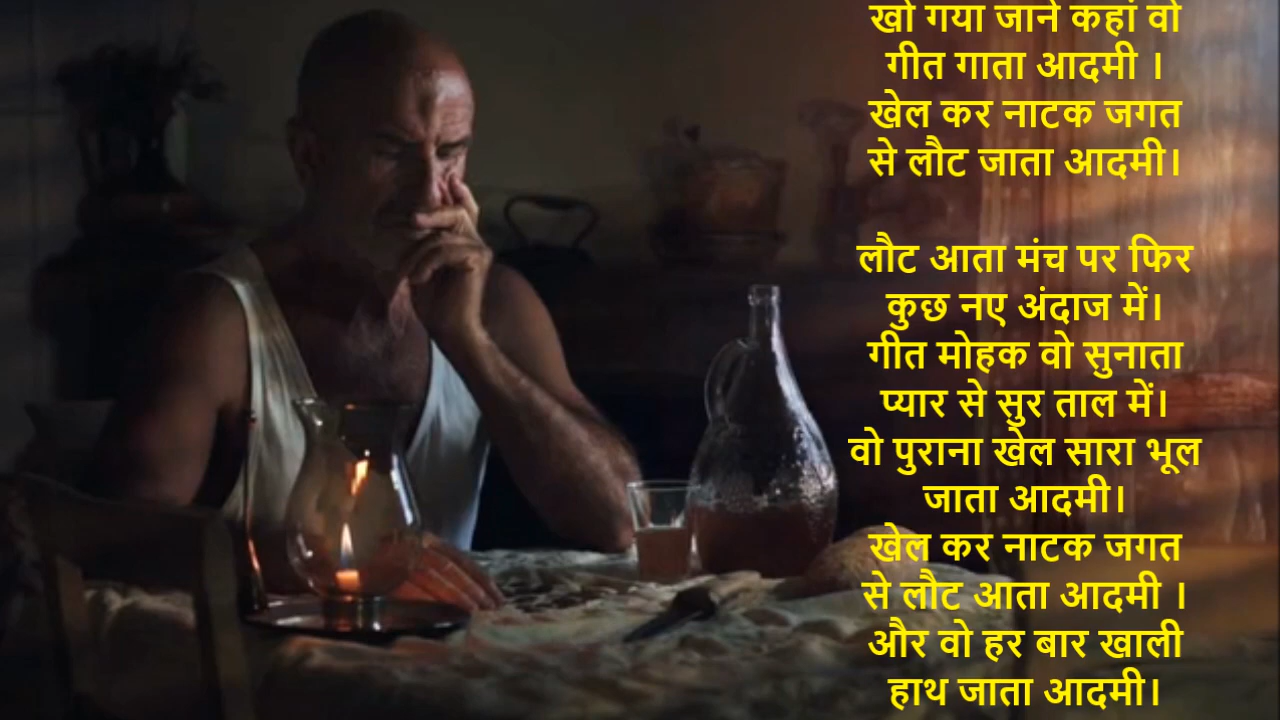 खो गया जाने कहां वो
गीत गाता आदमी ।
खेल कर नाटक जगत
से लौट जाता आदमी।
लौट आता मंच पर फिर
कुछ नए अंदाज में।
गीत मोहक वो सुनाता
प्यार से सुर ताल में।
वो पुराना खेल सारा भूल
जाता आदमी।
खेल कर नाटक जगत
से लौट आता आदमी ।
और वो हर बार खाली
हाथ जाता आदमी।